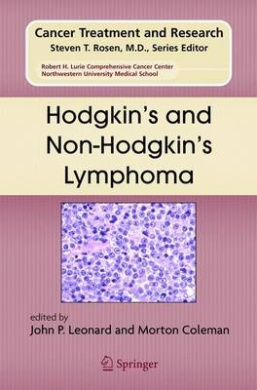 Cancer Treatment and Research
Steven T. Rosen, M.D., Series Editor
Robert H. Lurie Comprehensive Cancer Center
Northwestern University Medical School
Hodgkin's and
Non-Hodgkin's
Lymphoma
edited by
John P. Leonard and Morton Coleman
Springer